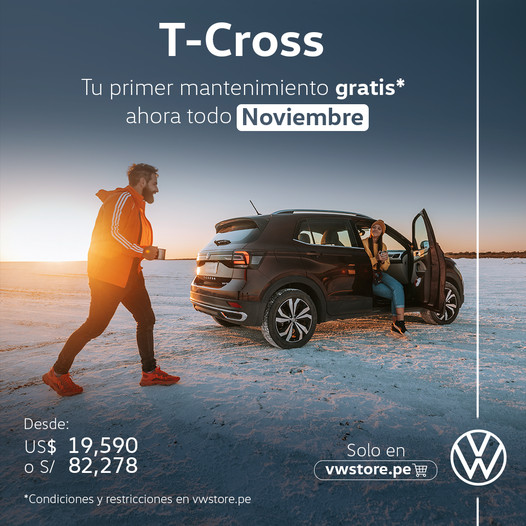 T-Cross
Tu primer mantenimiento gratis*
ahora todo Noviembre
Desde:
US$ 19,590
o S/ 82,278
Solo en
vwstore.pe
*Condiciones y restricciones en vwstore.pe